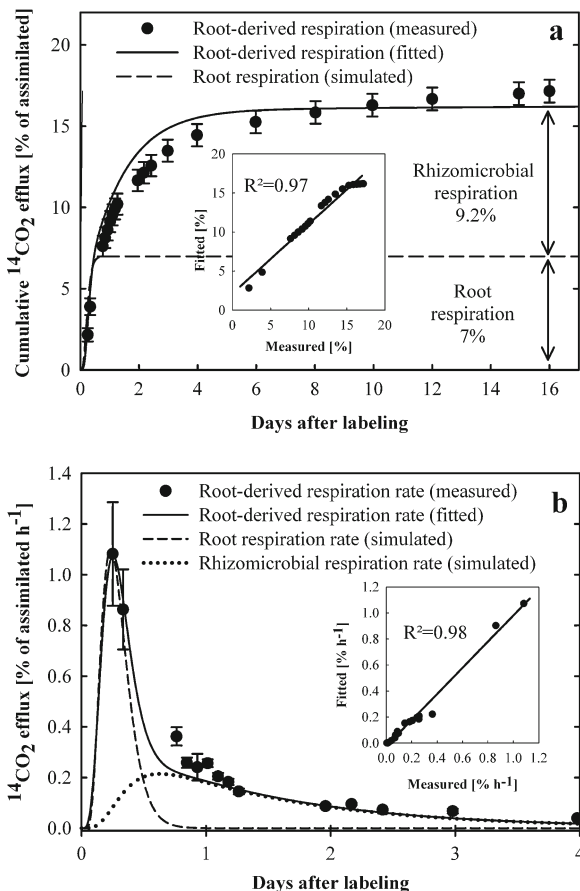 Root-derived respiration (measured)
a
Root-derived respiration (fitted)
Root respiration (simulated)
Cumulative ¹⁴CO₂ efflux [% of assimilated]
20
15
10
5
0
R²=0.97
Fitted [%]
20
15
10
5
0
0 5 10 15 20
Measured [%]
Rhizomicrobial
respiration
9.2%
Root
respiration
7%
0 2 4 6 8 10 12 14 16
Days after labeling
Root-derived respiration rate (measured)
b
Root-derived respiration rate (fitted)
Root respiration rate (simulated)
Rhizomicrobial respiration rate (simulated)
¹⁴CO₂ efflux [% of assimilated h⁻¹]
1.4
1.2
1.0
0.8
0.6
0.4
0.2
0.0
R²=0.98
Fitted [% h⁻¹]
1.2
1.0
0.8
0.6
0.4
0.2
0.0
0.0 0.2 0.4 0.6 0.8 1.0 1.2
Measured [% h⁻¹]
0 1 2 3 4
Days after labeling